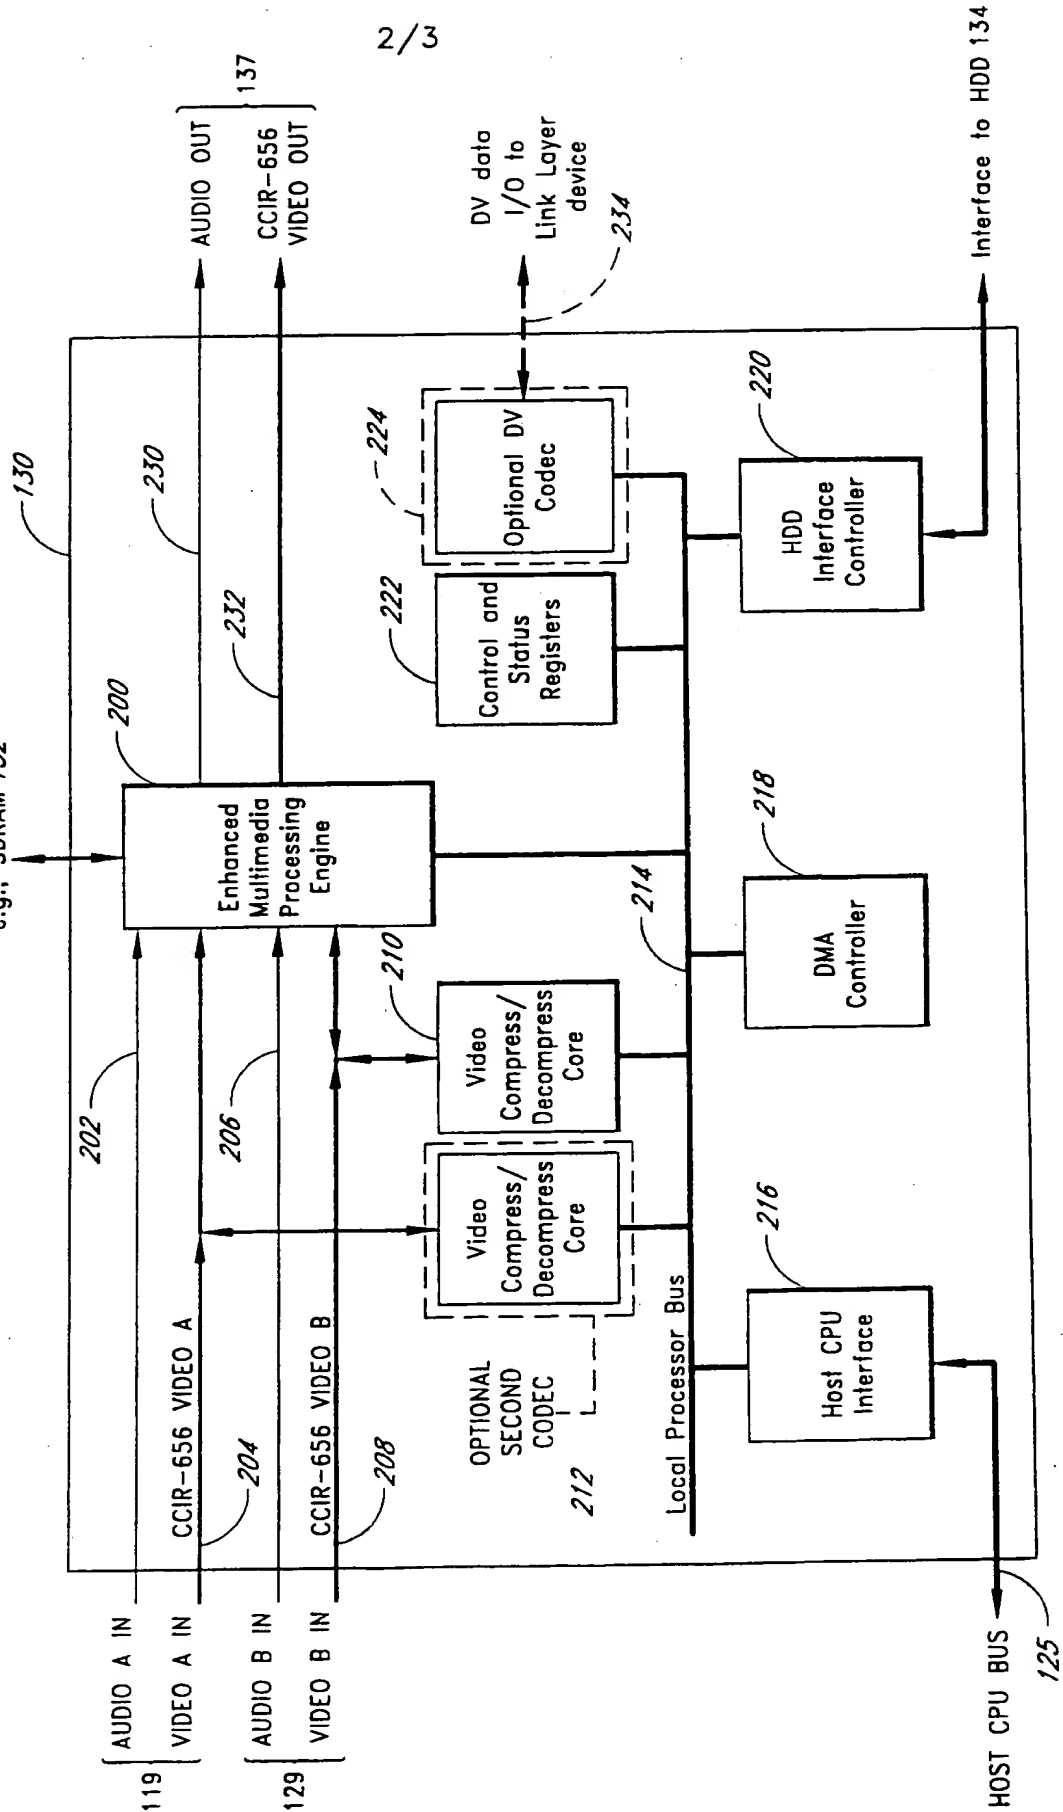 2/3
e.g., SDRAM 132
130
AUDIO A IN
VIDEO A IN
119
AUDIO B IN
VIDEO B IN
129
202
CCIR-656 VIDEO A
204
206
CCIR-656 VIDEO B
208
Enhanced
Multimedia
Processing
Engine
200
230
232
AUDIO OUT
CCIR-656
VIDEO OUT
137
OPTIONAL
SECOND
CODEC
212
Video
Compress/
Decompress
Core
Video
Compress/
Decompress
Core
210
Control and
Status
Registers
222
Optional DV
Codec
224
DV data
I/O to
Link Layer
device
234
Local Processor Bus
214
Host CPU
Interface
216
DMA
Controller
218
HDD
Interface
Controller
220
HOST CPU BUS
125
Interface to HDD 134